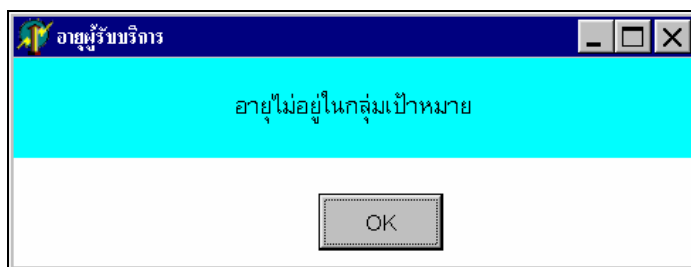 อายุผู้รับบริการ
อายุไม่อยู่ในกลุ่มเป้าหมาย
OK